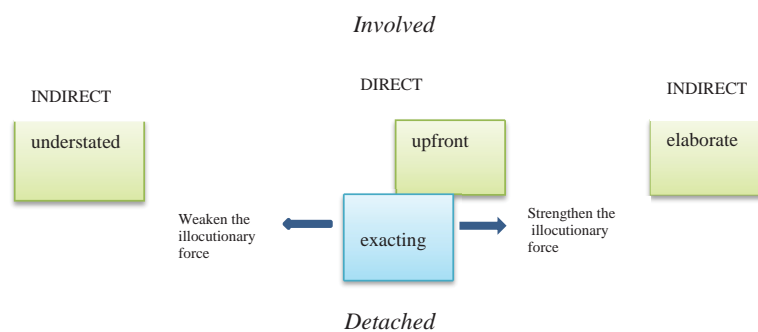 Involved
DIRECT
INDIRECT
INDIRECT
understated
upfront
elaborate
Weaken the
illocutionary
force
exacting
Strengthen the
illocutionary
force
Detached